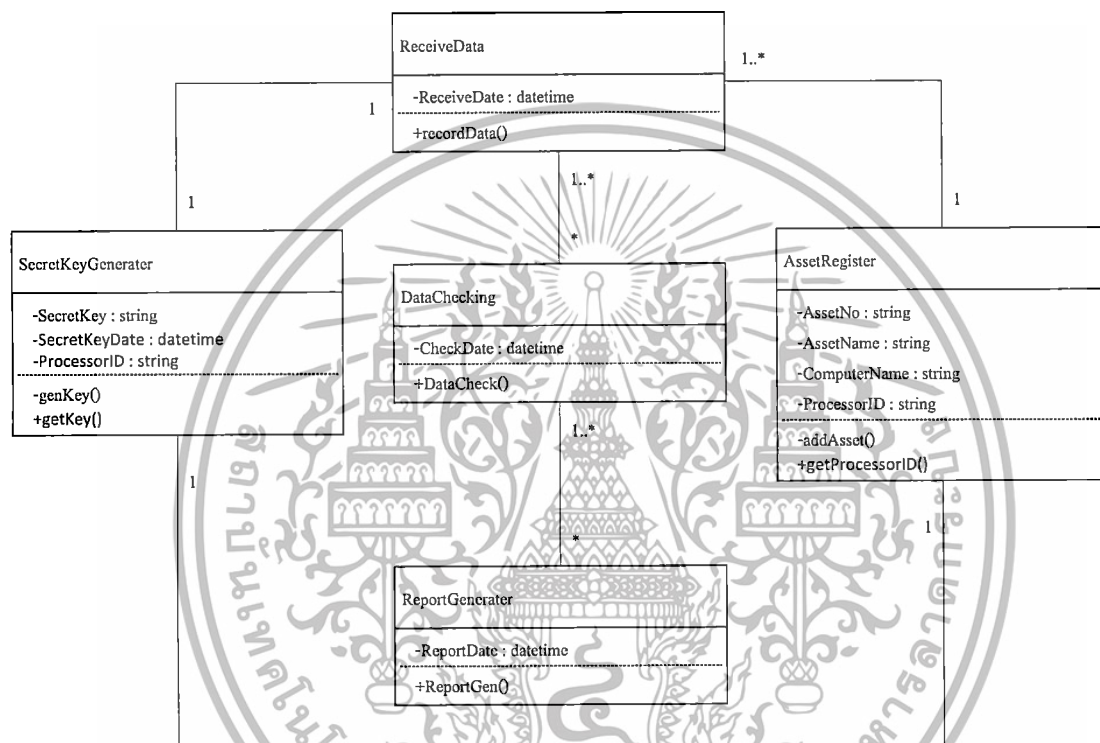 ReceiveData
-ReceiveDate : datetime
+recordData()
1
1..*
1
1..*
*
1
SecretKeyGenerater
-SecretKey : string
-SecretKeyDate : datetime
-ProcessorID : string
-genKey()
+getKey()
1
DataChecking
-CheckDate : datetime
+DataCheck()
1..*
*
AssetRegister
-AssetNo : string
-AssetName : string
-ComputerName : string
-ProcessorID : string
-addAsset()
+getProcessorID()
1
ReportGenerater
-ReportDate : datetime
+ReportGen()